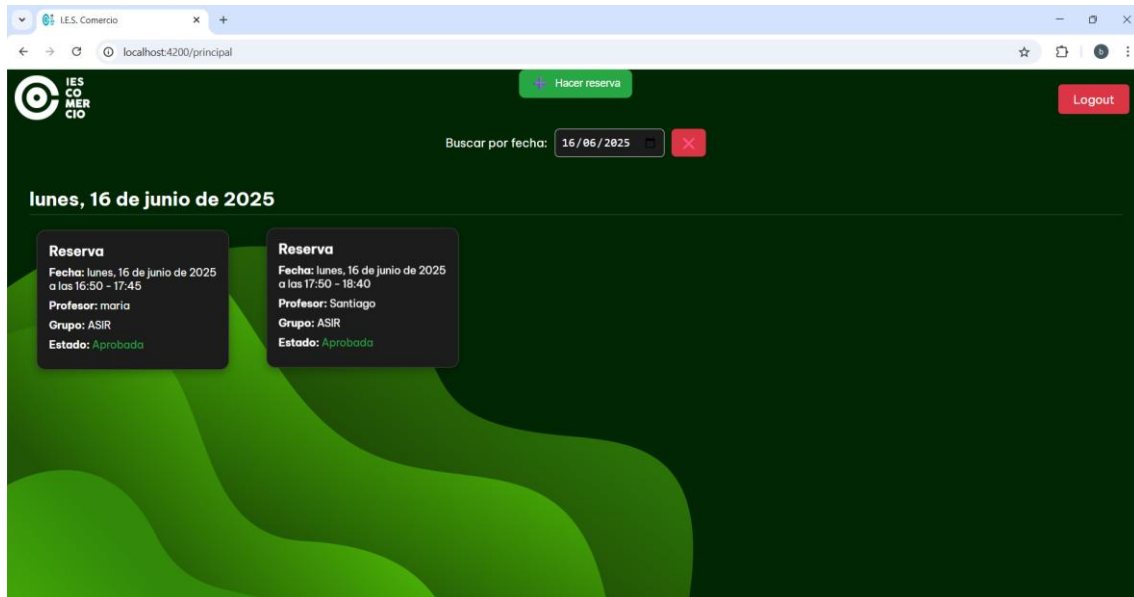 I.E.S. Comercio
localhost:4200/principal
b
IES
CO
MER
CIO
Hacer reserva
Logout
Buscar por fecha: 16/06/2025
lunes, 16 de junio de 2025
Reserva
Fecha: lunes, 16 de junio de 2025
a las 16:50 - 17:45
Profesor: maria
Grupo: ASIR
Estado: Aprobada
Reserva
Fecha: lunes, 16 de junio de 2025
a las 17:50 - 18:40
Profesor: Santiago
Grupo: ASIR
Estado: Aprobada